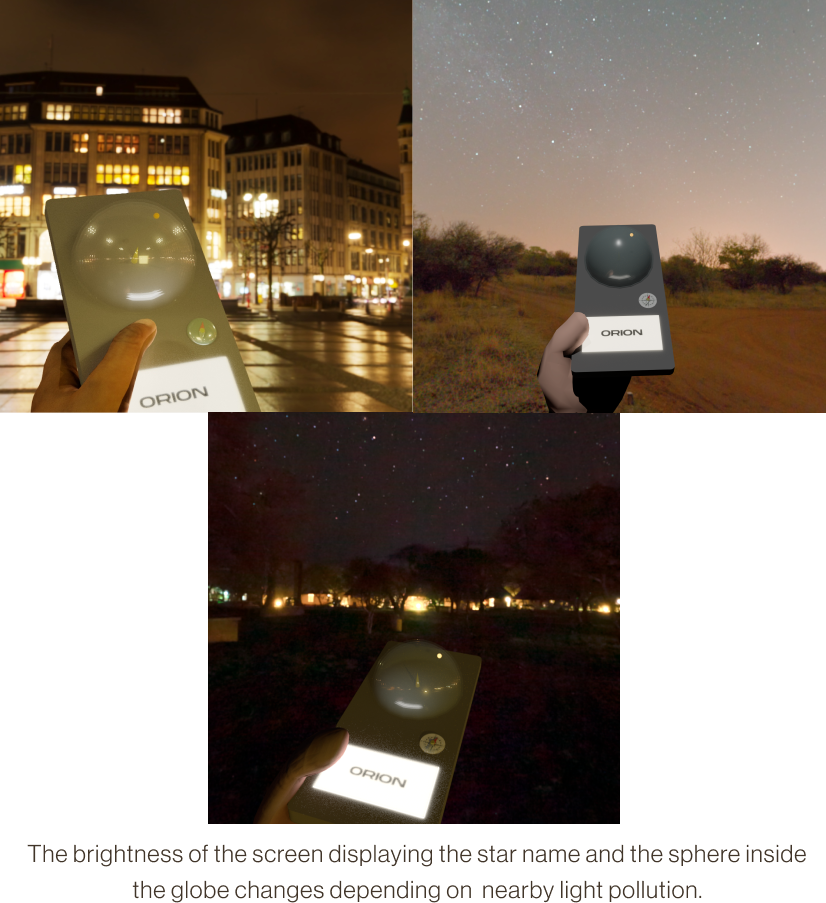 ORION
ORION
ORION
The brightness of the screen displaying the star name and the sphere inside
the globe changes depending on nearby light pollution.